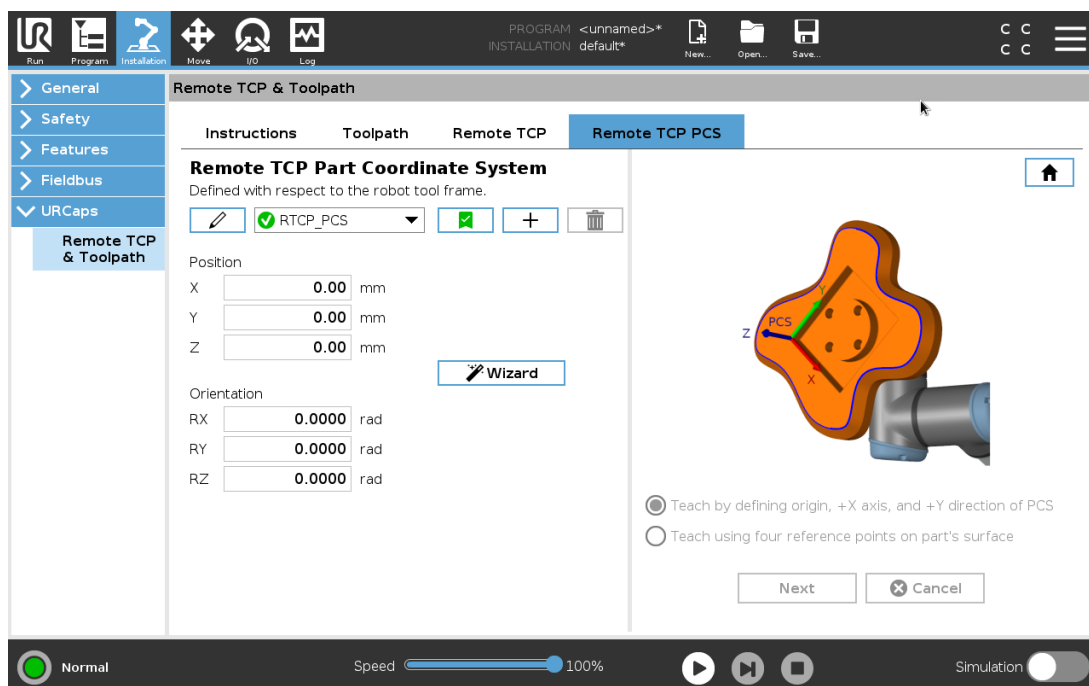 UR
PROGRAM <unnamed>*
INSTALLATION default*
C C
C C
Run Program Installation Move I/O Log New... Open... Save...
General
Safety
Features
Fieldbus
URCaps
Remote TCP
& Toolpath
Remote TCP & Toolpath
Instructions Toolpath Remote TCP Remote TCP PCS
Remote TCP Part Coordinate System
Defined with respect to the robot tool frame.
RTCP_PCS
Position
X 0.00 mm
Y 0.00 mm
Z 0.00 mm
Wizard
Orientation
RX 0.0000 rad
RY 0.0000 rad
RZ 0.0000 rad
Y
PCS
Z
X
Teach by defining origin, +X axis, and +Y direction of PCS
Teach using four reference points on part's surface
Next Cancel
Normal Speed 100% Simulation